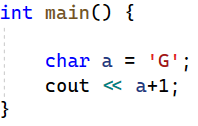 int main() {
char a = 'G';
cout << a+1;
}